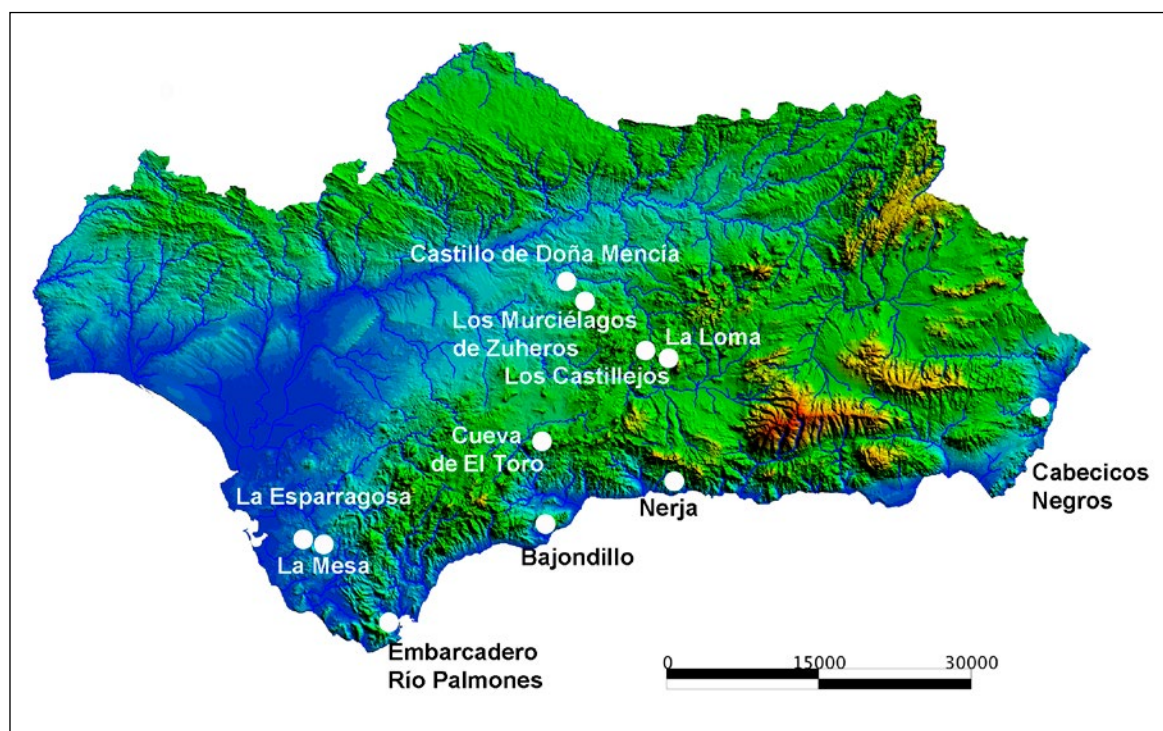 Castillo de Doña Mencía
Los Murciélagos
de Zuheros
La Loma
Los Castillejos
Cueva
de El Toro
La Esparragosa
La Mesa
Nerja
Bajondillo
Cabecicos
Negros
Embarcadero
Río Palmones
0 15000 30000